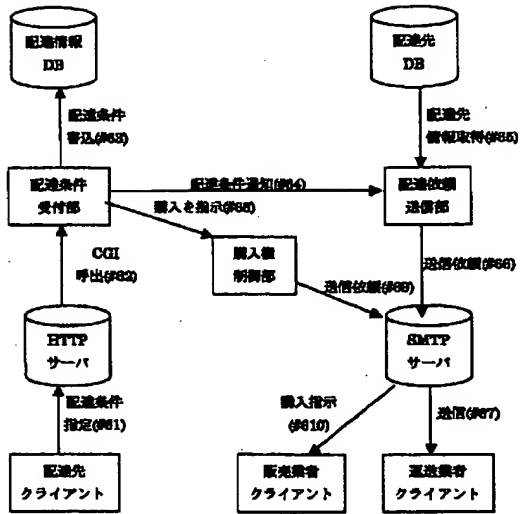 配達情報
DB
配達先
DB
配達条件
書込(#63)
配達先
情報取得(#65)
配達条件
受付部
配達条件通知(#64)
配達依頼
送信部
購入を指示(#68)
CGI
呼出(#62)
購入権
制御部
送信依頼(#66)
送信依頼(#69)
HTTP
サーバ
SMTP
サーバ
配達条件
指定(#61)
購入指示
(#610)
送信(#67)
配達先
クライアント
販売業者
クライアント
運送業者
クライアント